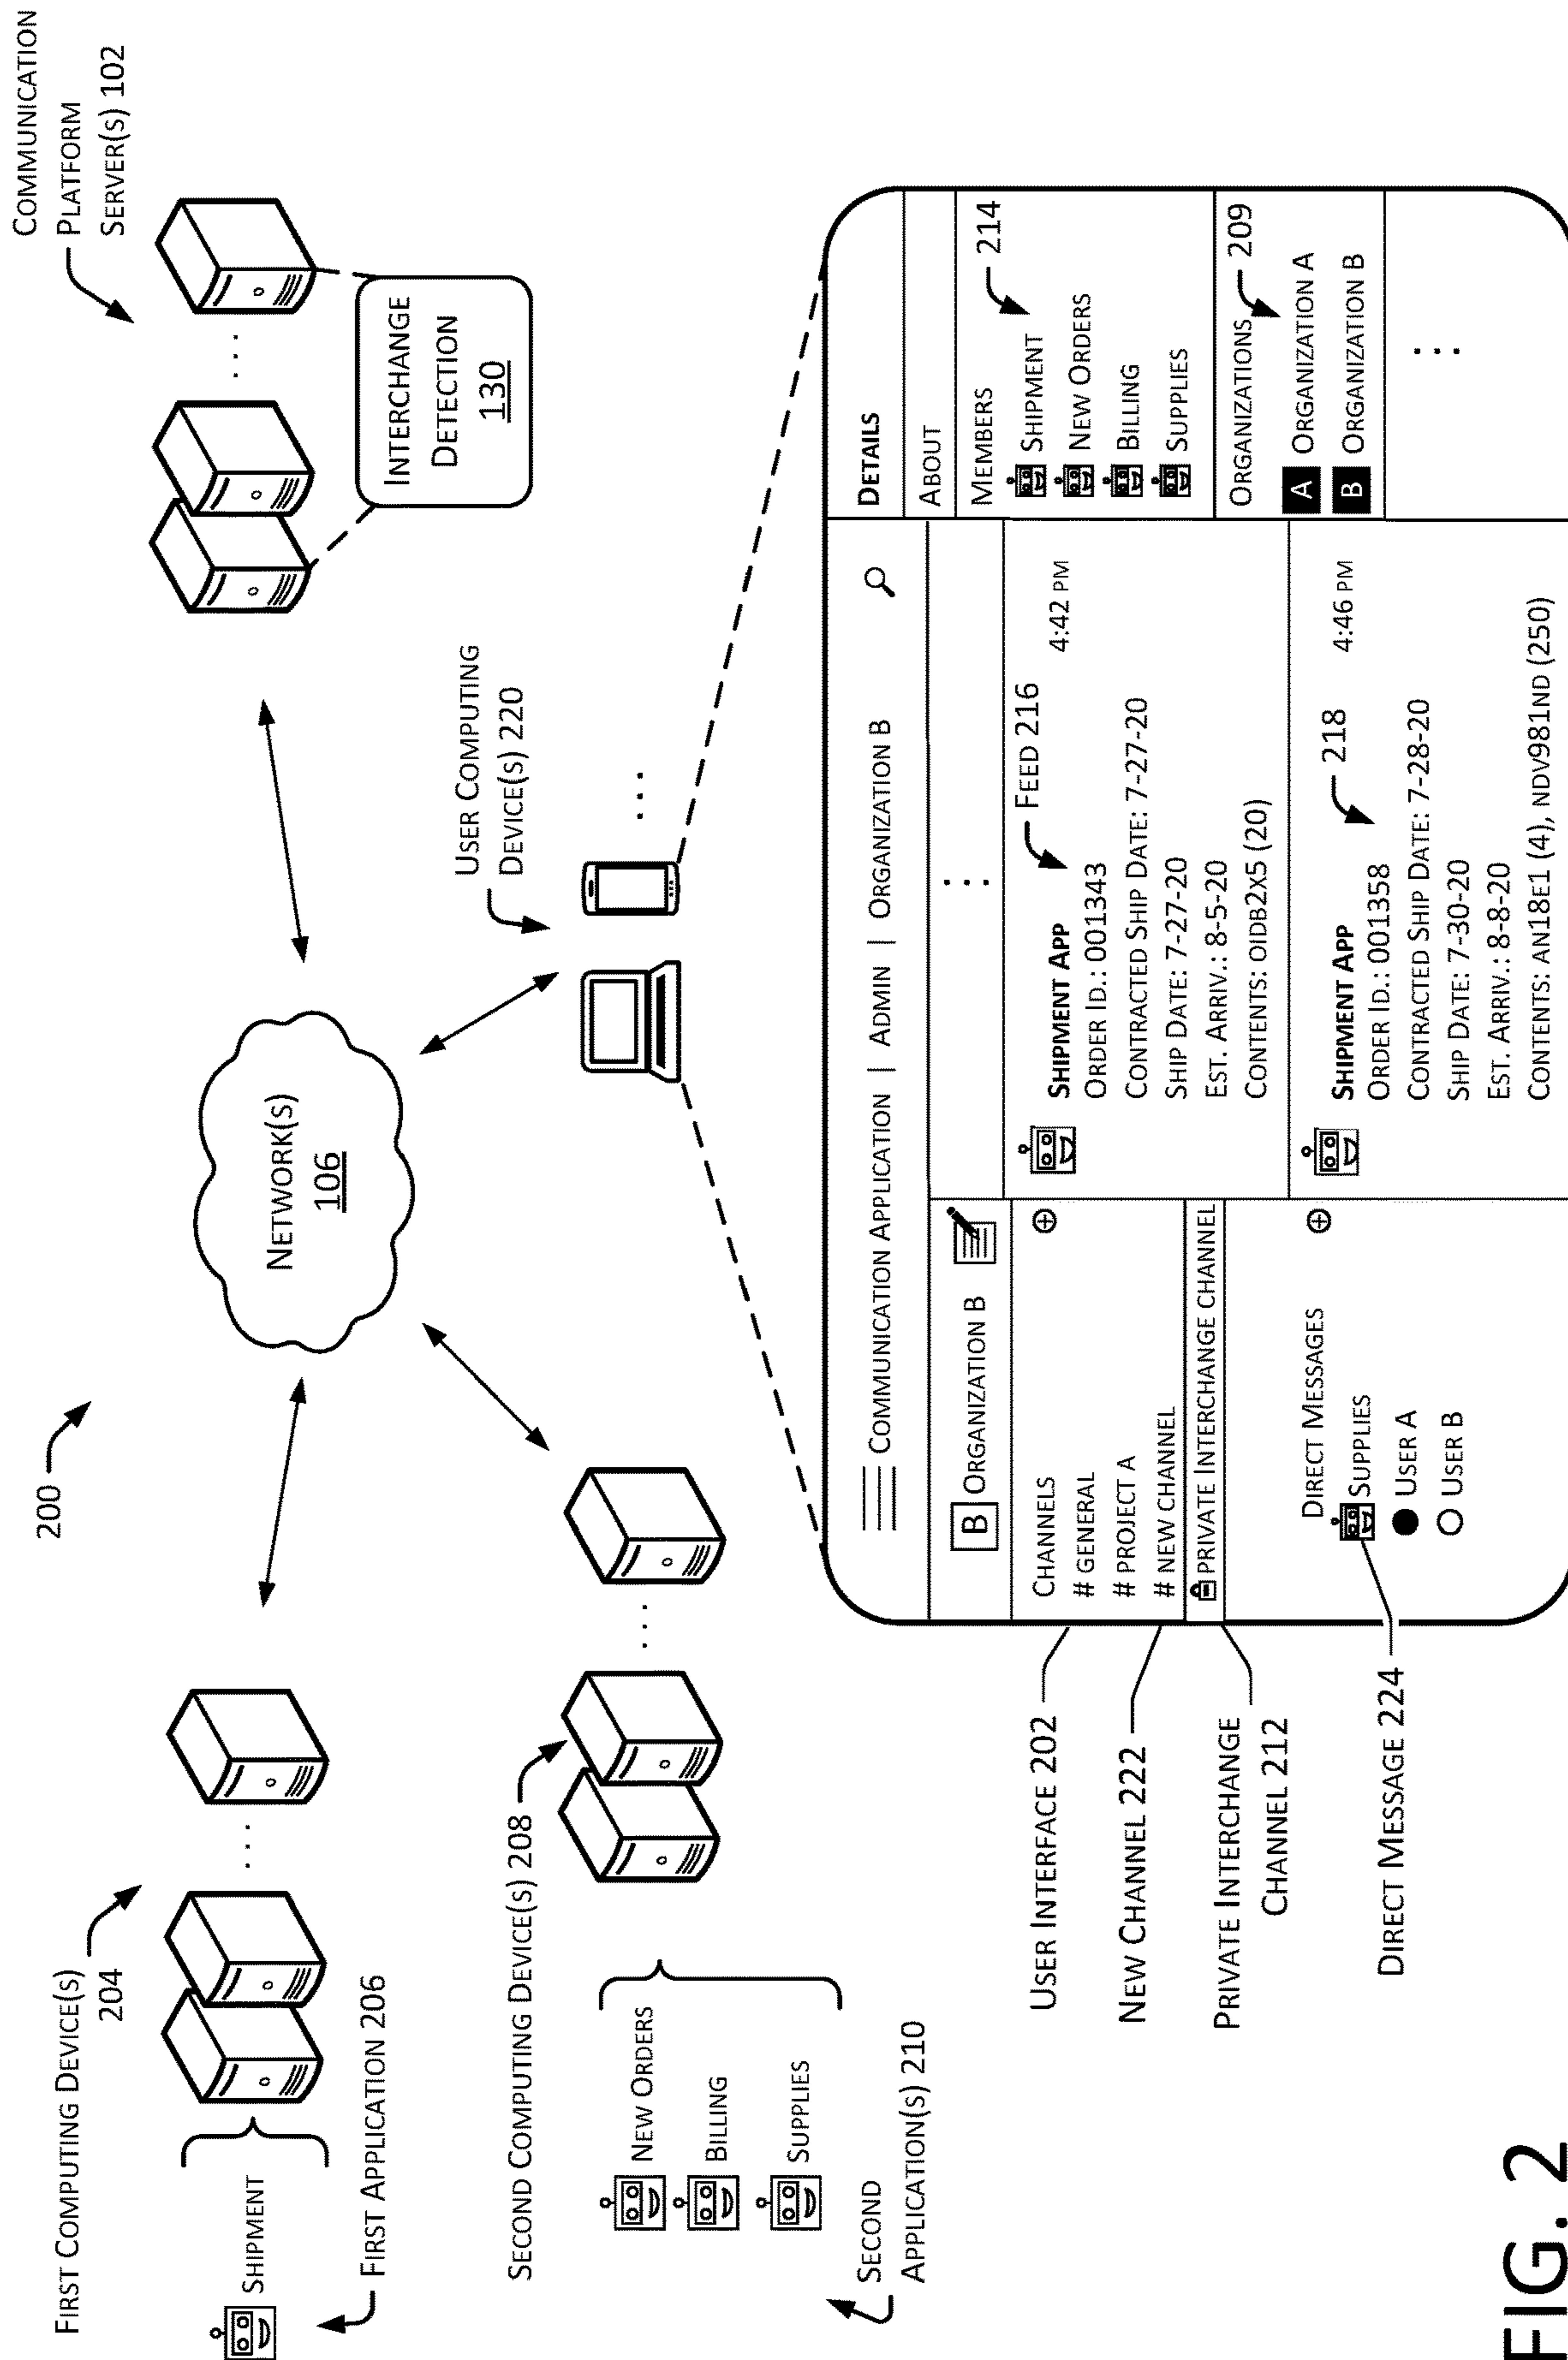 200
FIRST COMPUTING DEVICE(S)
204
SHIPMENT
FIRST APPLICATION 206
NETWORK(S)
106
COMMUNICATION
PLATFORM
SERVER(S) 102
INTERCHANGE
DETECTION
130
SECOND COMPUTING DEVICE(S) 208
NEW ORDERS
BILLING
SUPPLIES
SECOND
APPLICATION(S) 210
USER COMPUTING
DEVICE(S) 220
USER INTERFACE 202
NEW CHANNEL 222
PRIVATE INTERCHANGE
CHANNEL 212
DIRECT MESSAGE 224
COMMUNICATION APPLICATION | ADMIN | ORGANIZATION B
B ORGANIZATION B
CHANNELS
# GENERAL
# PROJECT A
# NEW CHANNEL
PRIVATE INTERCHANGE CHANNEL
DIRECT MESSAGES
SUPPLIES
USER A
USER B
FEED 216
SHIPMENT APP 4:42 PM
ORDER ID.: 001343
CONTRACTED SHIP DATE: 7-27-20
SHIP DATE: 7-27-20
EST. ARRIV.: 8-5-20
CONTENTS: OIDB2X5 (20)
218
SHIPMENT APP 4:46 PM
ORDER ID.: 001358
CONTRACTED SHIP DATE: 7-28-20
SHIP DATE: 7-30-20
EST. ARRIV.: 8-8-20
CONTENTS: AN18E1 (4), NDV981ND (250)
DETAILS
ABOUT
MEMBERS
214
SHIPMENT
NEW ORDERS
BILLING
SUPPLIES
ORGANIZATIONS 209
A ORGANIZATION A
B ORGANIZATION B
FIG. 2